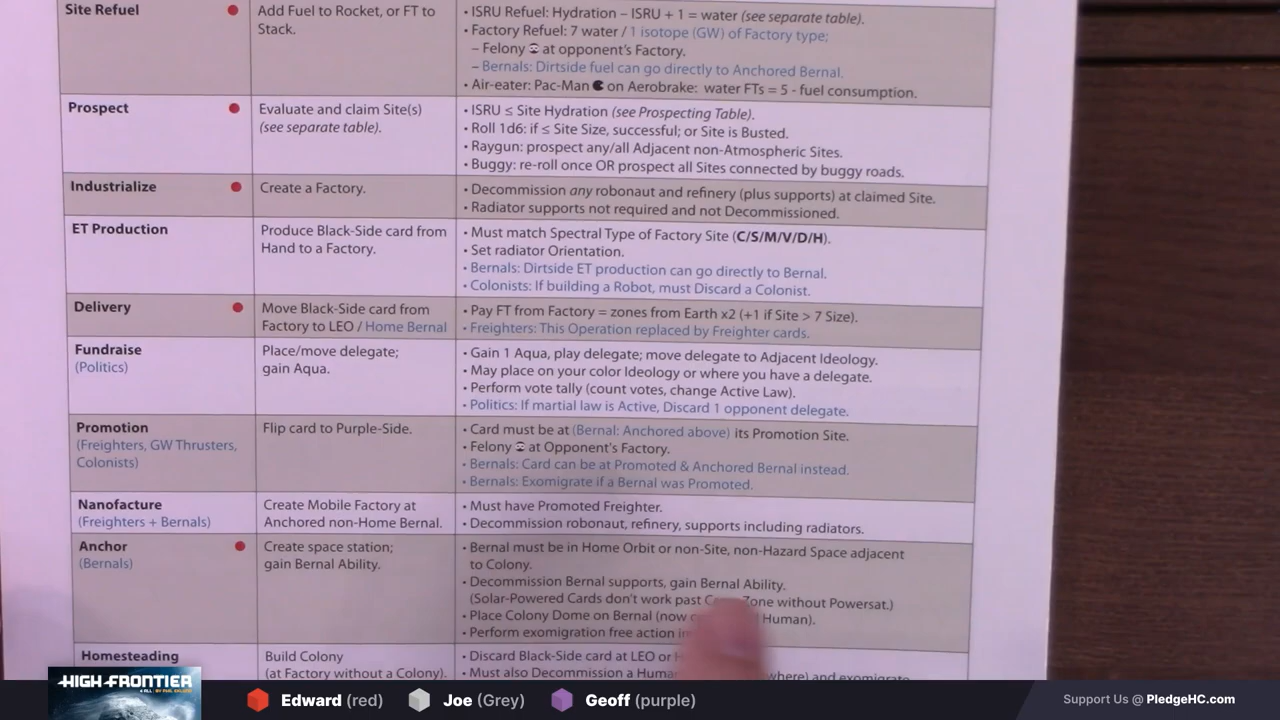 Site Refuel
Add Fuel to Rocket, or FT to
Stack.
• ISRU Refuel: Hydration – ISRU + 1 = water (see separate table).
• Factory Refuel: 7 water / 1 isotope (GW) of Factory type;
– Felony at opponent's Factory.
– Bernals: Dirtside fuel can go directly to Anchored Bernal.
• Air-eater: Pac-Man on Aerobrake: water FTs = 5 - fuel consumption.
Prospect
Evaluate and claim Site(s)
(see separate table).
• ISRU ≤ Site Hydration (see Prospecting Table).
• Roll 1d6: if ≤ Site Size, successful; or Site is Busted.
• Raygun: prospect any/all Adjacent non-Atmospheric Sites.
• Buggy: re-roll once OR prospect all Sites connected by buggy roads.
Industrialize
Create a Factory.
• Decommission any robonaut and refinery (plus supports) at claimed Site.
• Radiator supports not required and not Decommissioned.
ET Production
Produce Black-Side card from
Hand to a Factory.
• Must match Spectral Type of Factory Site (C/S/M/V/D/H).
• Set radiator Orientation.
• Bernals: Dirtside ET production can go directly to Bernal.
• Colonists: If building a Robot, must Discard a Colonist.
Delivery
Move Black-Side card from
Factory to LEO / Home Bernal
• Pay FT from Factory = zones from Earth x2 (+1 if Site > 7 Size).
• Freighters: This Operation replaced by Freighter cards.
Fundraise
(Politics)
Place/move delegate;
gain Aqua.
• Gain 1 Aqua, play delegate; move delegate to Adjacent Ideology.
• May place on your color Ideology or where you have a delegate.
• Perform vote tally (count votes, change Active Law).
• Politics: If martial law is Active, Discard 1 opponent delegate.
Promotion
(Freighters, GW Thrusters,
Colonists)
Flip card to Purple-Side.
• Card must be at (Bernal: Anchored above) its Promotion Site.
• Felony at Opponent's Factory.
• Bernals: Card can be at Promoted & Anchored Bernal instead.
• Bernals: Exomigrate if a Bernal was Promoted.
Nanofacture
(Freighters + Bernals)
Create Mobile Factory at
Anchored non-Home Bernal.
• Must have Promoted Freighter.
• Decommission robonaut, refinery, supports including radiators.
Anchor
(Bernals)
Create space station;
gain Bernal Ability.
• Bernal must be in Home Orbit or non-Site, non-Hazard Space adjacent
to Colony.
• Decommission Bernal supports, gain Bernal Ability.
(Solar-Powered Cards don't work past Zone without Powersat.)
• Place Colony Dome on Bernal (now Human).
• Perform exomigration free action
Homesteading
Build Colony
(at Factory without a Colony).
• Discard Black-Side card at LEO or
• Must also Decommission a Human and exomigrate
HIGH FRONTIER
4 ALL
Edward (red)
Joe (Grey)
Geoff (purple)
Support Us @ PledgeHC.com